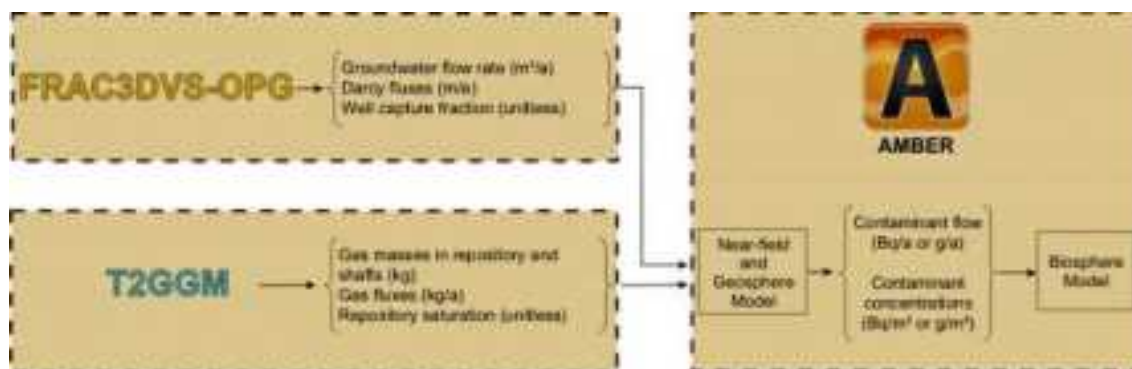 FRAC3DVS-OPG
Groundwater flow rate (m³/a)
Darcy fluxes (m/a)
Well capture fraction (unitless)
T2GGM
Gas masses in repository and
shafts (kg)
Gas fluxes (kg/a)
Repository saturation (unitless)
A
AMBER
Near-field
and
Geosphere
Model
Contaminant flow
(Bq/a or g/a)
Contaminant
concentrations
(Bq/m³ or g/m³)
Biosphere
Model